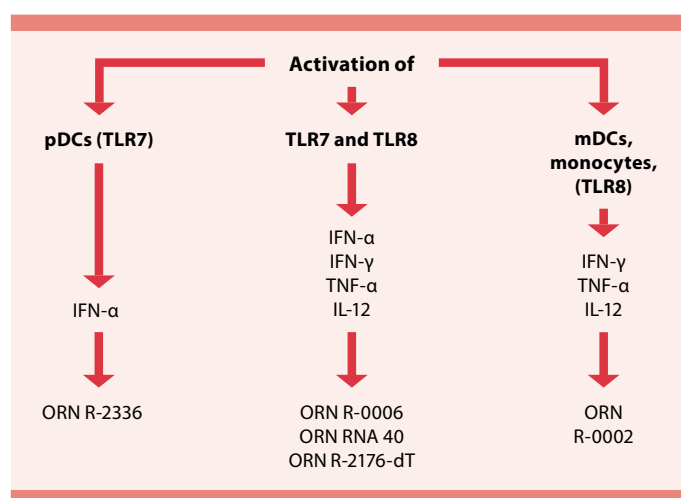 Activation of
pDCs (TLR7)
IFN-α
ORN R-2336
TLR7 and TLR8
IFN-α
IFN-γ
TNF-α
IL-12
ORN R-0006
ORN RNA 40
ORN R-2176-dT
mDCs,
monocytes,
(TLR8)
IFN-γ
TNF-α
IL-12
ORN
R-0002